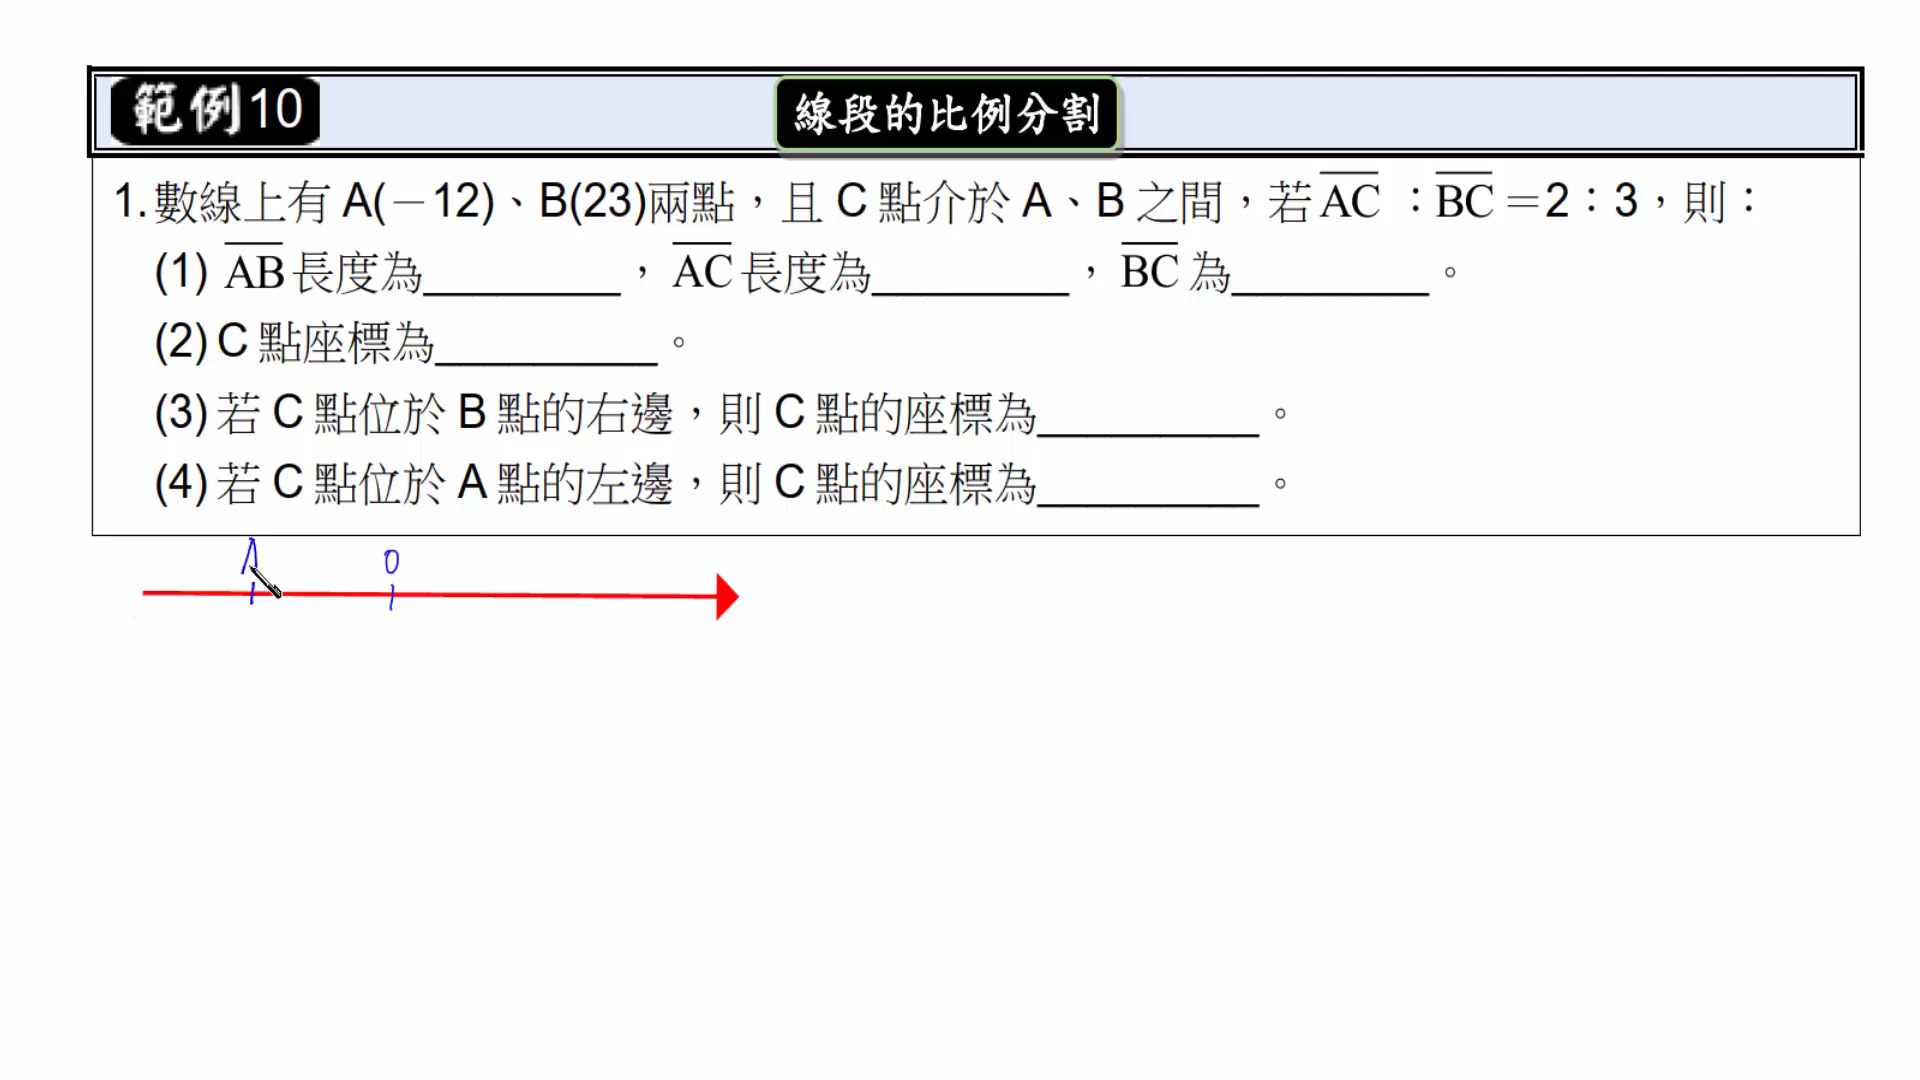 範例10
線段的比例分割
1.數線上有 A(－12)、B(23)兩點，且 C 點介於 A、B 之間，若 AC：BC＝2：3，則：
(1) AB長度為________，AC長度為________，BC為________。
(2) C 點座標為_________。
(3) 若 C 點位於 B 點的右邊，則 C 點的座標為_________。
(4) 若 C 點位於 A 點的左邊，則 C 點的座標為_________。
A 0